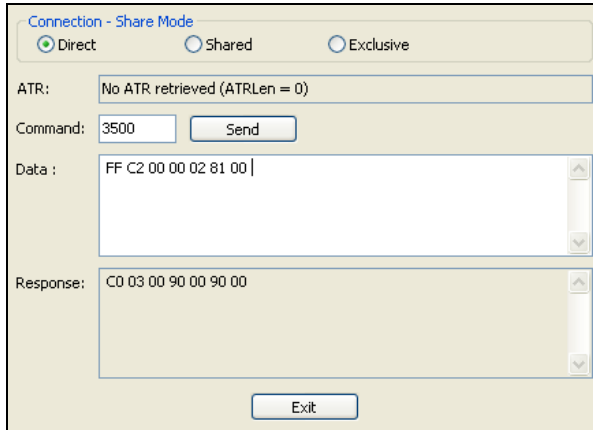 Connection - Share Mode
Direct Shared Exclusive
ATR: No ATR retrieved (ATRLen = 0)
Command: 3500 Send
Data : FF C2 00 00 02 81 00
Response: C0 03 00 90 00 90 00
Exit